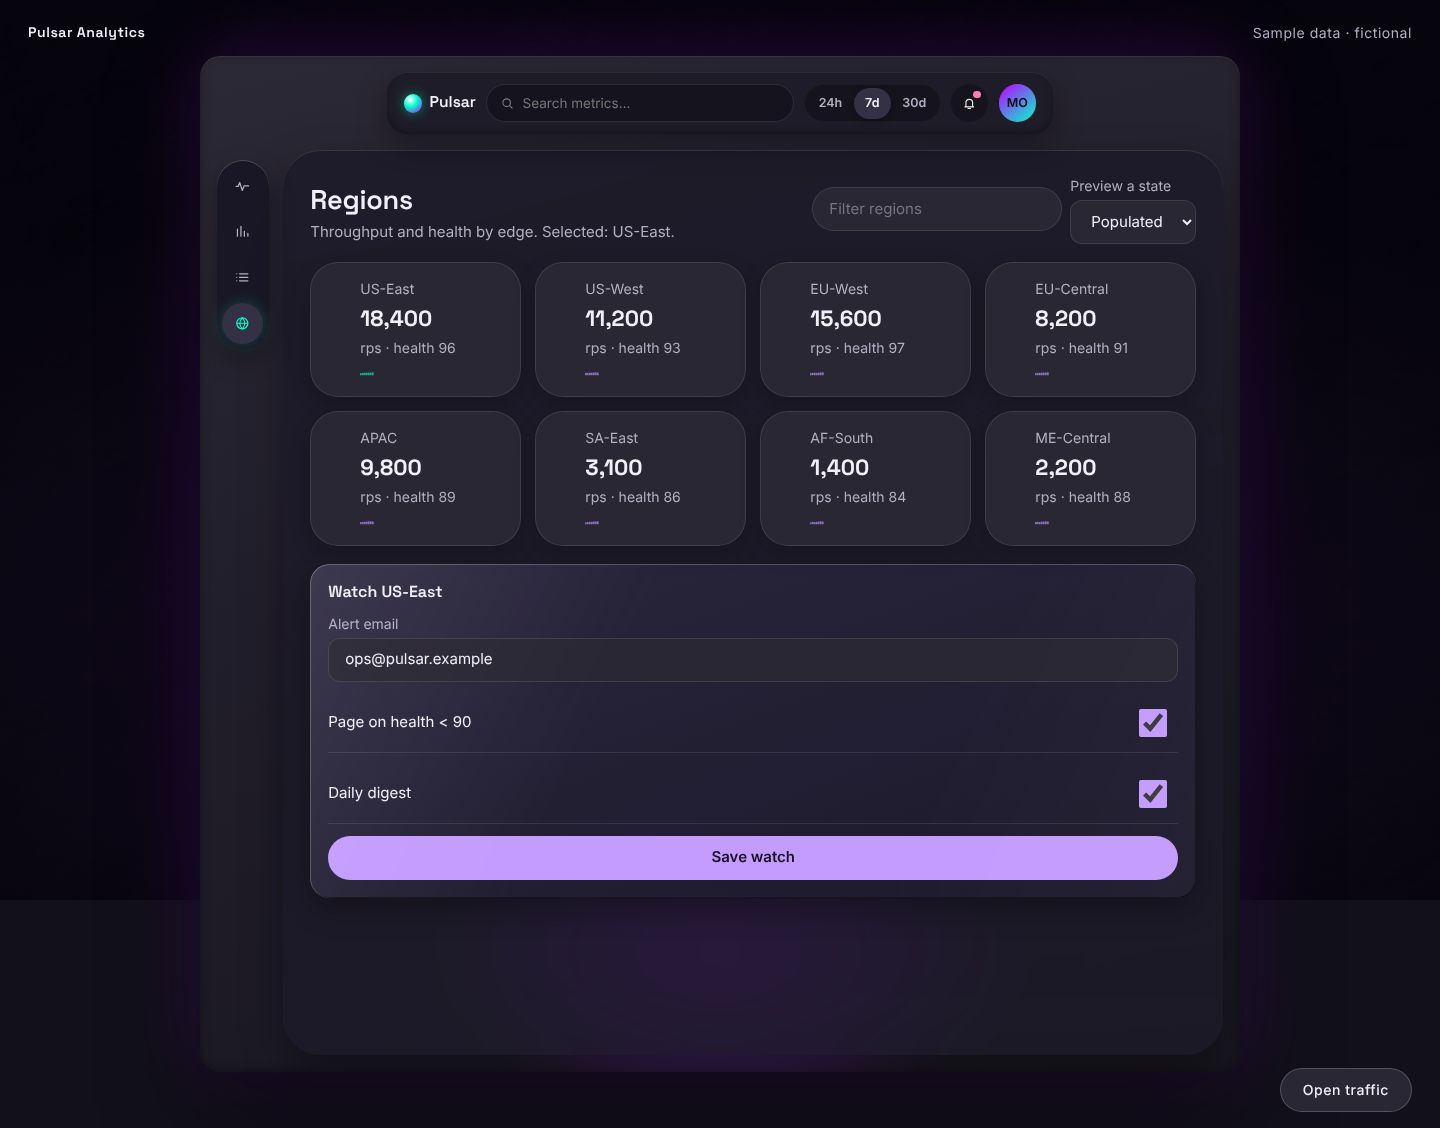 Pulsar Analytics
Sample data · fictional
Pulsar
Search metrics...
24h
7d
30d
MO
Regions
Throughput and health by edge. Selected: US-East.
Filter regions
Preview a state
Populated
US-East
18,400
rps · health 96
US-West
11,200
rps · health 93
EU-West
15,600
rps · health 97
EU-Central
8,200
rps · health 91
APAC
9,800
rps · health 89
SA-East
3,100
rps · health 86
AF-South
1,400
rps · health 84
ME-Central
2,200
rps · health 88
Watch US-East
Alert email
ops@pulsar.example
Page on health < 90
Daily digest
Save watch
Open traffic